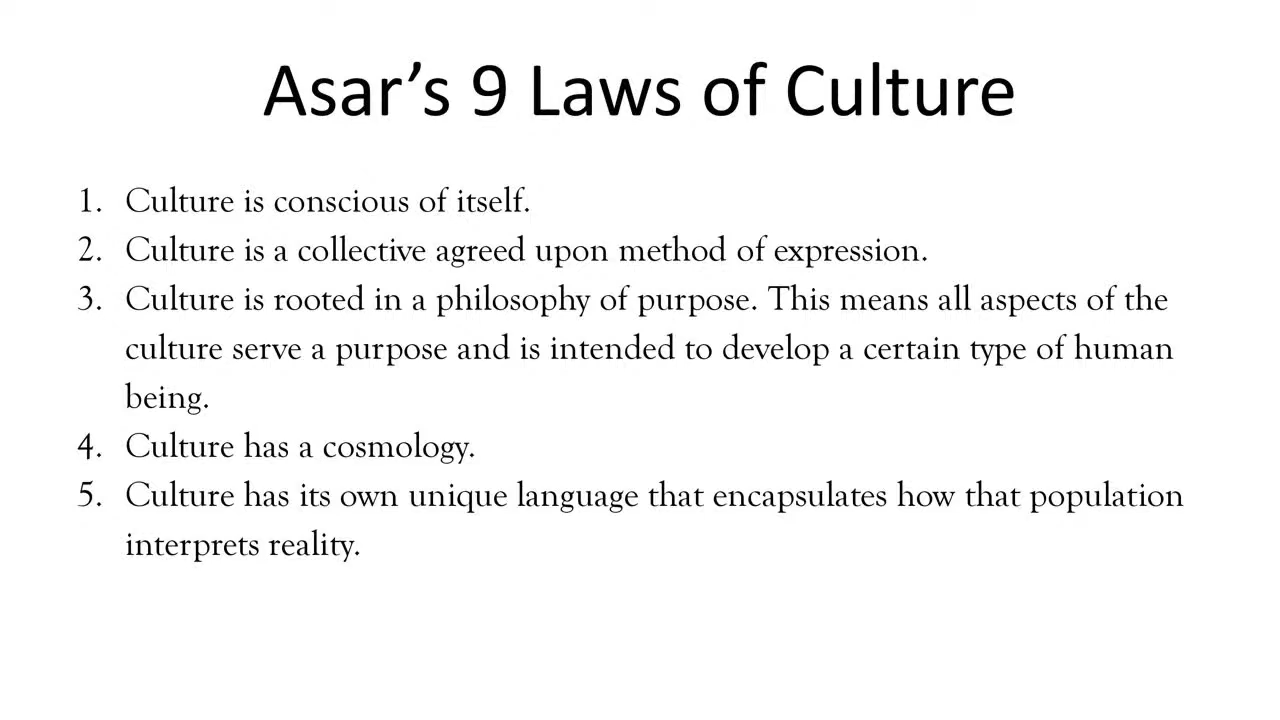 Asar’s 9 Laws of Culture
1. Culture is conscious of itself.
2. Culture is a collective agreed upon method of expression.
3. Culture is rooted in a philosophy of purpose. This means all aspects of the
culture serve a purpose and is intended to develop a certain type of human
being.
4. Culture has a cosmology.
5. Culture has its own unique language that encapsulates how that population
interprets reality.